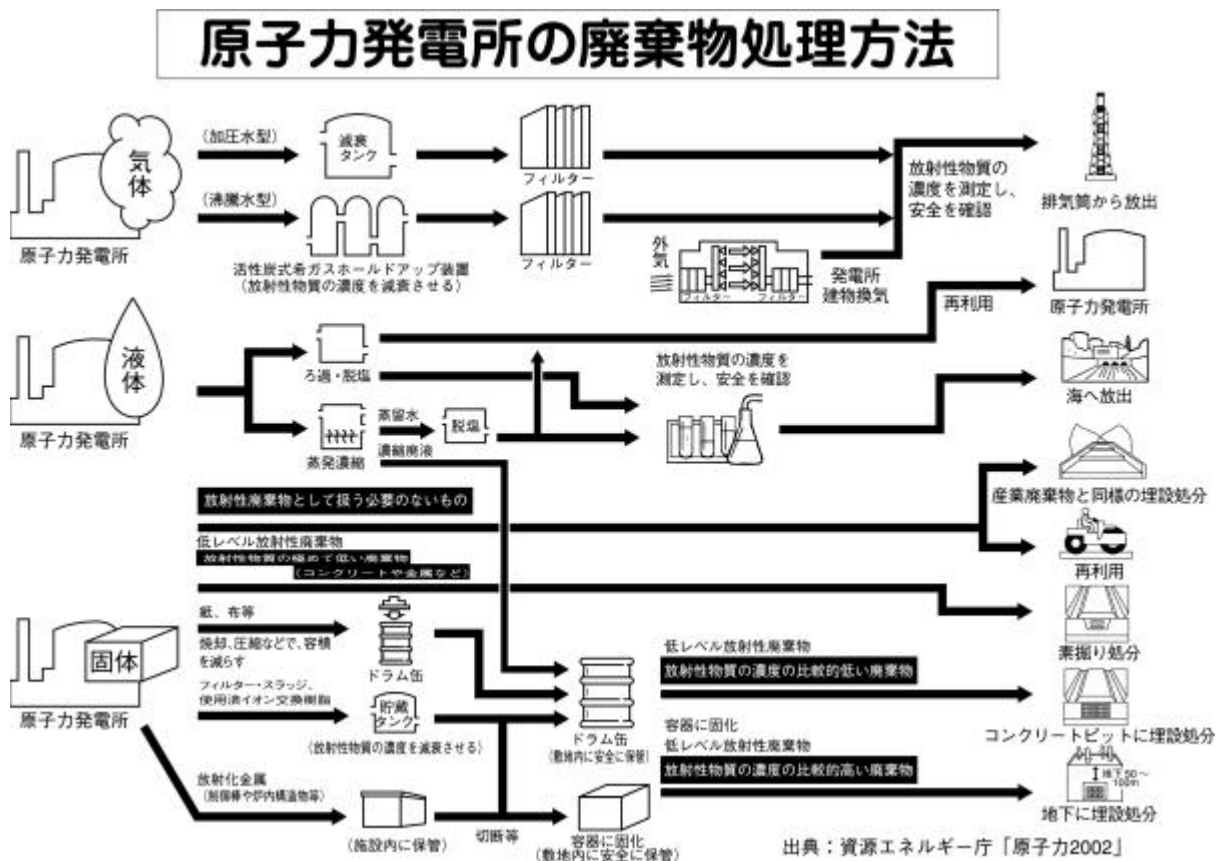 原子力発電所の廃棄物処理方法
気体
原子力発電所
(加圧水型)
減衰
タンク
フィルター
(沸騰水型)
活性炭式希ガスホールドアップ装置
(放射性物質の濃度を減衰させる)
フィルター
外気
フィルター
フィルター
発電所
建物換気
放射性物質の
濃度を測定し、
安全を確認
排気筒から放出
液体
原子力発電所
ろ過・脱塩
再利用
原子力発電所
蒸発濃縮
蒸留水
濃縮廃液
脱塩
放射性物質の濃度を
測定し、安全を確認
海へ放出
放射性廃棄物として扱う必要のないもの
産業廃棄物と同様の埋設処分
再利用
低レベル放射性廃棄物
放射性物質の極めて低い廃棄物
(コンクリートや金属など)
素掘り処分
固体
原子力発電所
紙、布等
焼却、圧縮などで、容積
を減らす
ドラム缶
フィルター・スラッジ、
使用済イオン交換樹脂
貯蔵
タンク
(放射性物質の濃度を減衰させる)
ドラム缶
(敷地内に安全に保管)
低レベル放射性廃棄物
放射性物質の濃度の比較的低い廃棄物
コンクリートピットに埋設処分
放射化金属
(制御棒や炉内構造物等)
(施設内に保管)
切断等
容器に固化
(敷地内に安全に保管)
容器に固化
低レベル放射性廃棄物
放射性物質の濃度の比較的高い廃棄物
地下50～
100m
地下に埋設処分
出典：資源エネルギー庁「原子力2002」